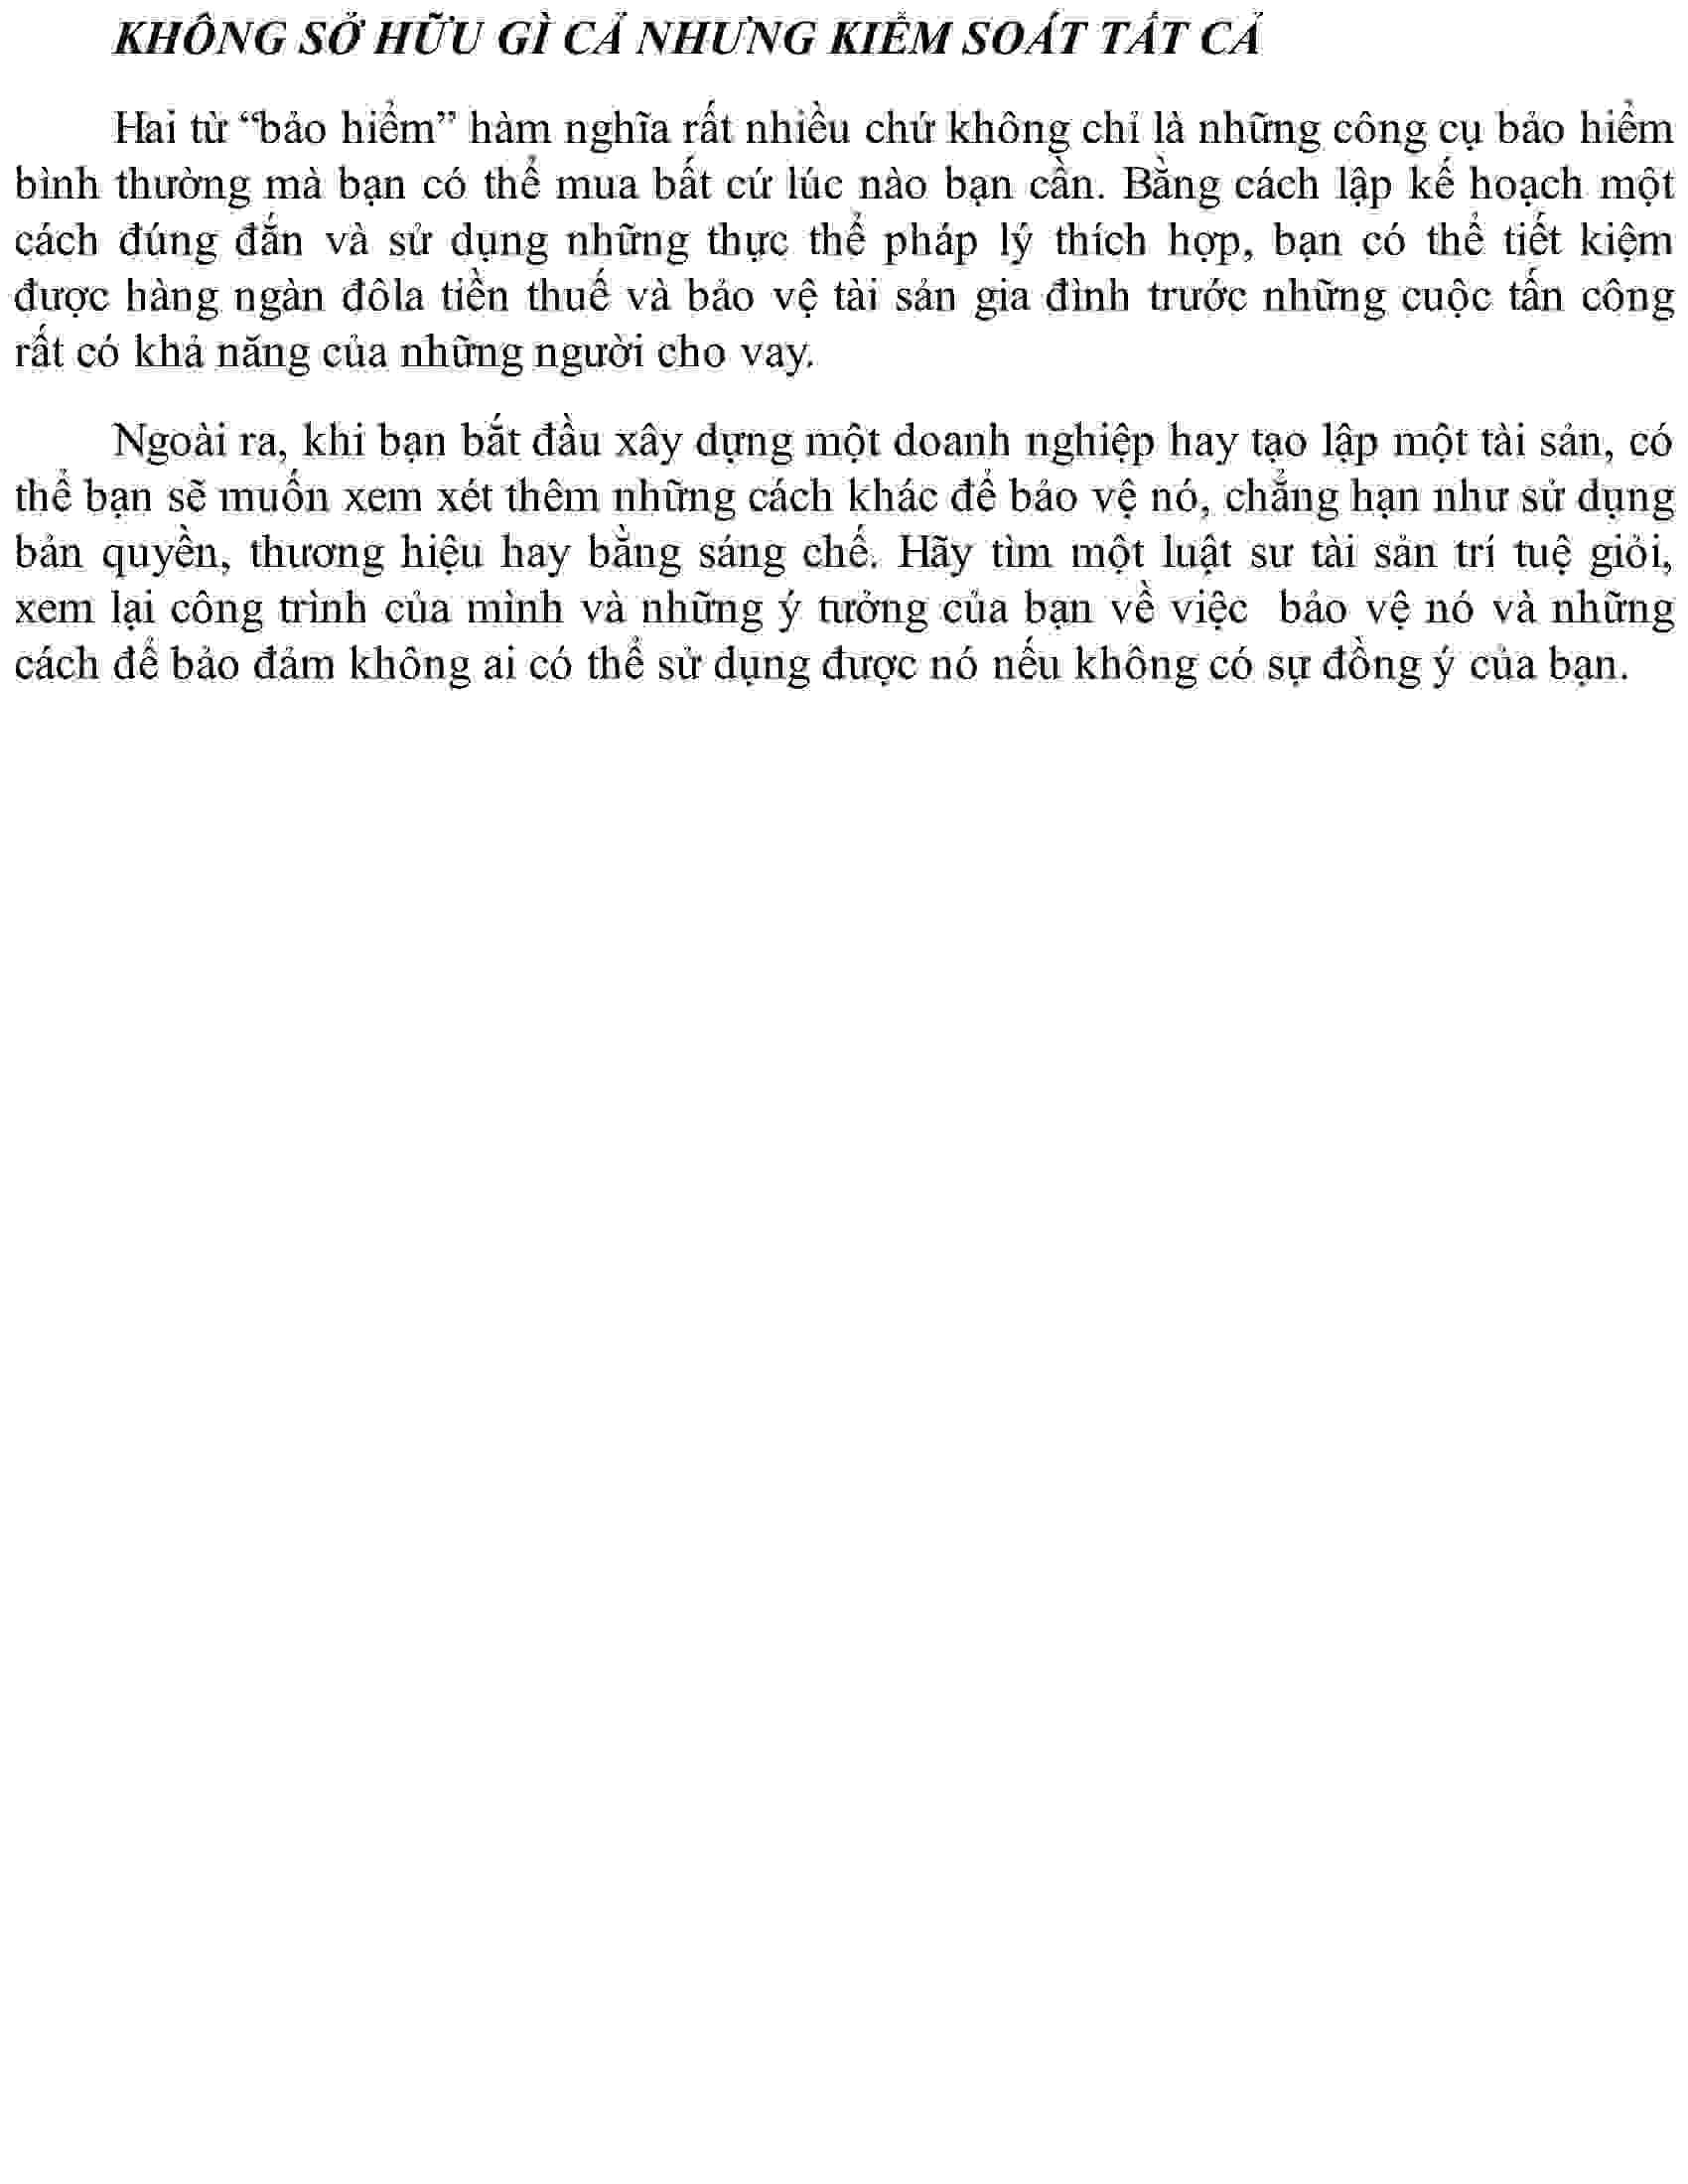 KHÔNG SỞ HỮU GÌ CẢ NHƯNG KIỂM SOÁT TẤT CẢ
Hai từ “bảo hiểm” hàm nghĩa rất nhiều chứ không chỉ là những công cụ bảo hiểm
bình thường mà bạn có thể mua bất cứ lúc nào bạn cần. Bằng cách lập kế hoạch một
cách đúng đắn và sử dụng những thực thể pháp lý thích hợp, bạn có thể tiết kiệm
được hàng ngàn đôla tiền thuế và bảo vệ tài sản gia đình trước những cuộc tấn công
rất có khả năng của những người cho vay.
Ngoài ra, khi bạn bắt đầu xây dựng một doanh nghiệp hay tạo lập một tài sản, có
thể bạn sẽ muốn xem xét thêm những cách khác để bảo vệ nó, chẳng hạn như sử dụng
bản quyền, thương hiệu hay bằng sáng chế. Hãy tìm một luật sư tài sản trí tuệ giỏi,
xem lại công trình của mình và những ý tưởng của bạn về việc bảo vệ nó và những
cách để bảo đảm không ai có thể sử dụng được nó nếu không có sự đồng ý của bạn.